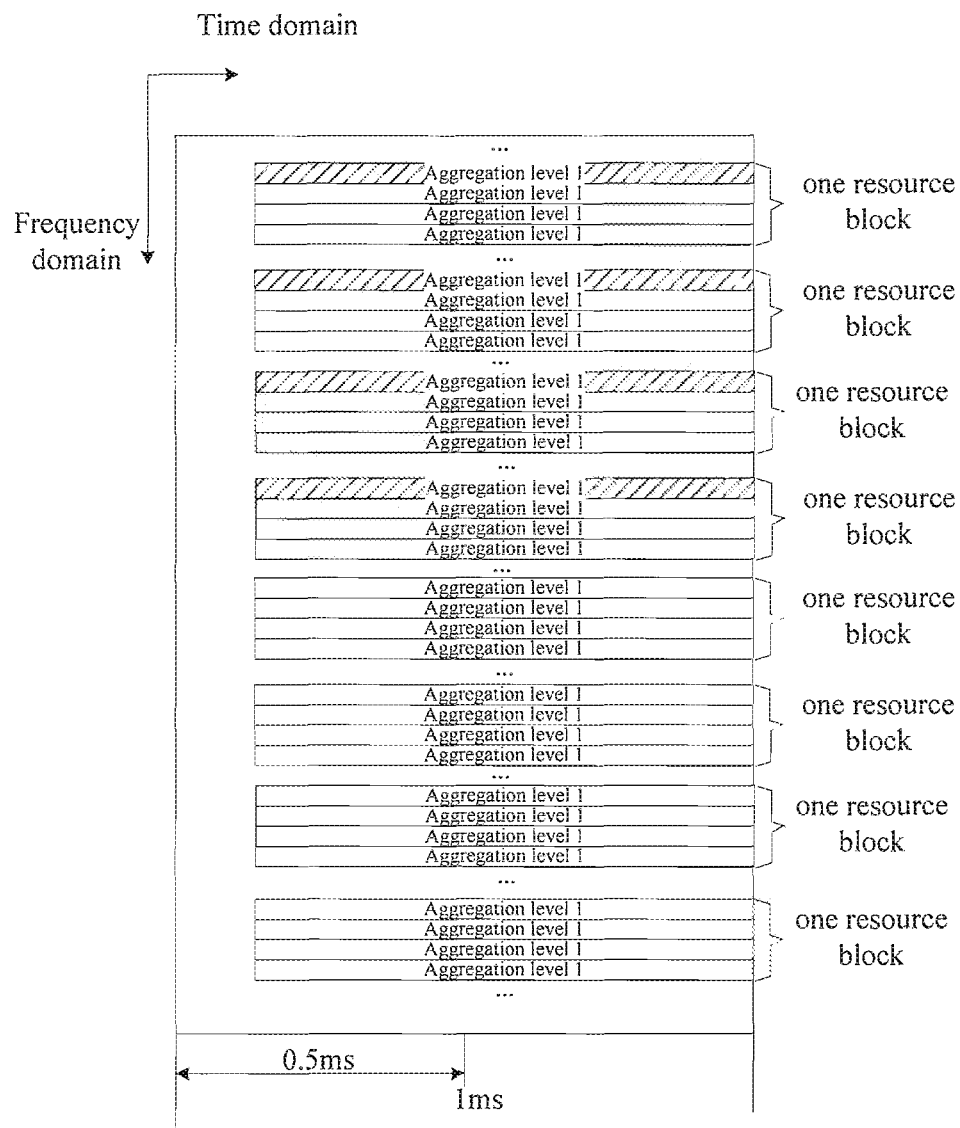 Time domain
Frequency
domain
...
Aggregation level 1
Aggregation level 1
Aggregation level 1
Aggregation level 1
one resource
block
...
Aggregation level 1
Aggregation level 1
Aggregation level 1
Aggregation level 1
one resource
block
...
Aggregation level 1
Aggregation level 1
Aggregation level 1
Aggregation level 1
one resource
block
...
Aggregation level 1
Aggregation level 1
Aggregation level 1
Aggregation level 1
one resource
block
...
Aggregation level 1
Aggregation level 1
Aggregation level 1
Aggregation level 1
one resource
block
...
Aggregation level 1
Aggregation level 1
Aggregation level 1
Aggregation level 1
one resource
block
...
Aggregation level 1
Aggregation level 1
Aggregation level 1
Aggregation level 1
one resource
block
...
Aggregation level 1
Aggregation level 1
Aggregation level 1
Aggregation level 1
one resource
block
...
0.5ms
1ms